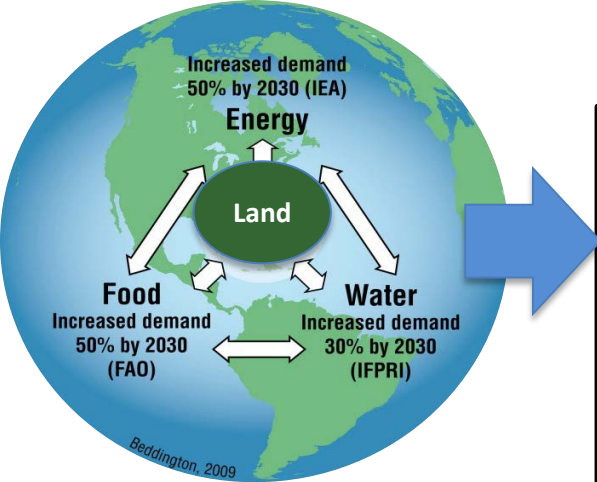 Increased demand
50% by 2030 (IEA)
Energy
Land
Food
Increased demand
50% by 2030
(FAO)
Water
Increased demand
30% by 2030
(IFPRI)
Beddington, 2009